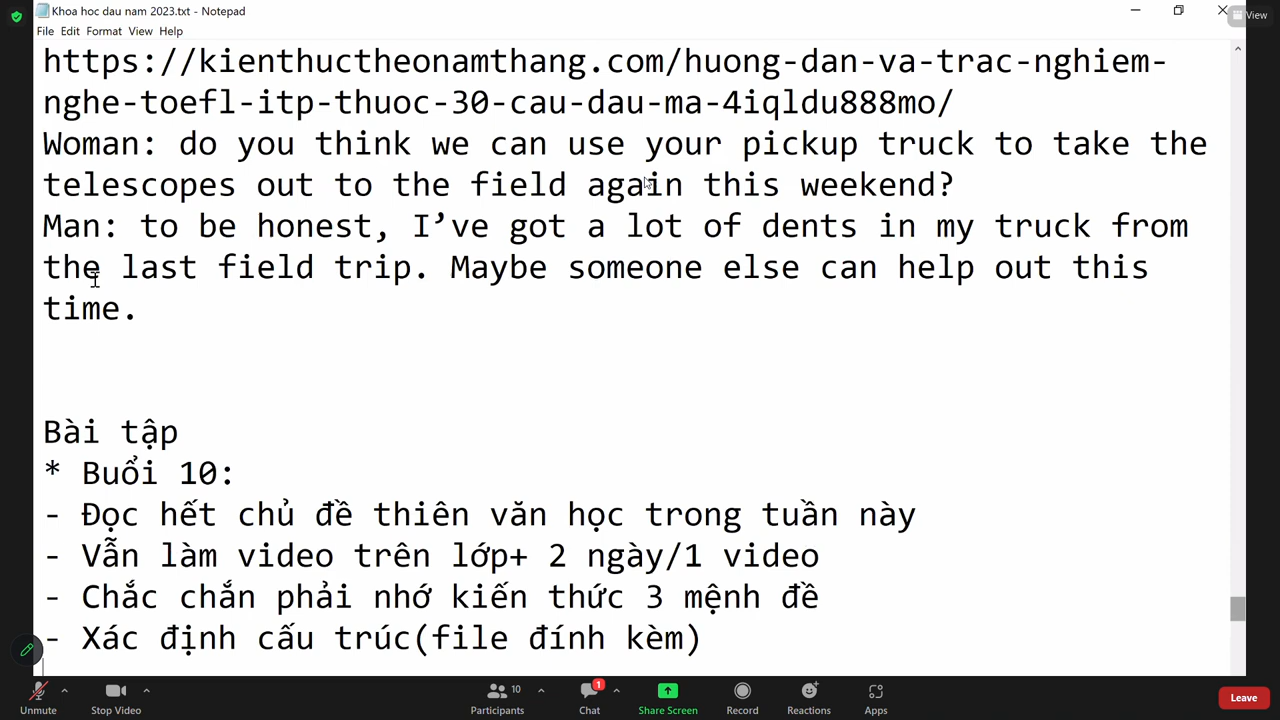 Khoa hoc dau nam 2023.txt - Notepad
View
File Edit Format View Help
https://kienthuctheonamthang.com/huong-dan-va-trac-nghiem-
nghe-toefl-itp-thuoc-30-cau-dau-ma-4iqldu888mo/
Woman: do you think we can use your pickup truck to take the
telescopes out to the field again this weekend?
Man: to be honest, I’ve got a lot of dents in my truck from
the last field trip. Maybe someone else can help out this
time.
Bài tập
* Buổi 10:
- Đọc hết chủ đề thiên văn học trong tuần này
- Vẫn làm video trên lớp+ 2 ngày/1 video
- Chắc chắn phải nhớ kiến thức 3 mệnh đề
- Xác định cấu trúc(file đính kèm)
10 1
Unmute Stop Video Participants Chat Share Screen Record Reactions Apps Leave